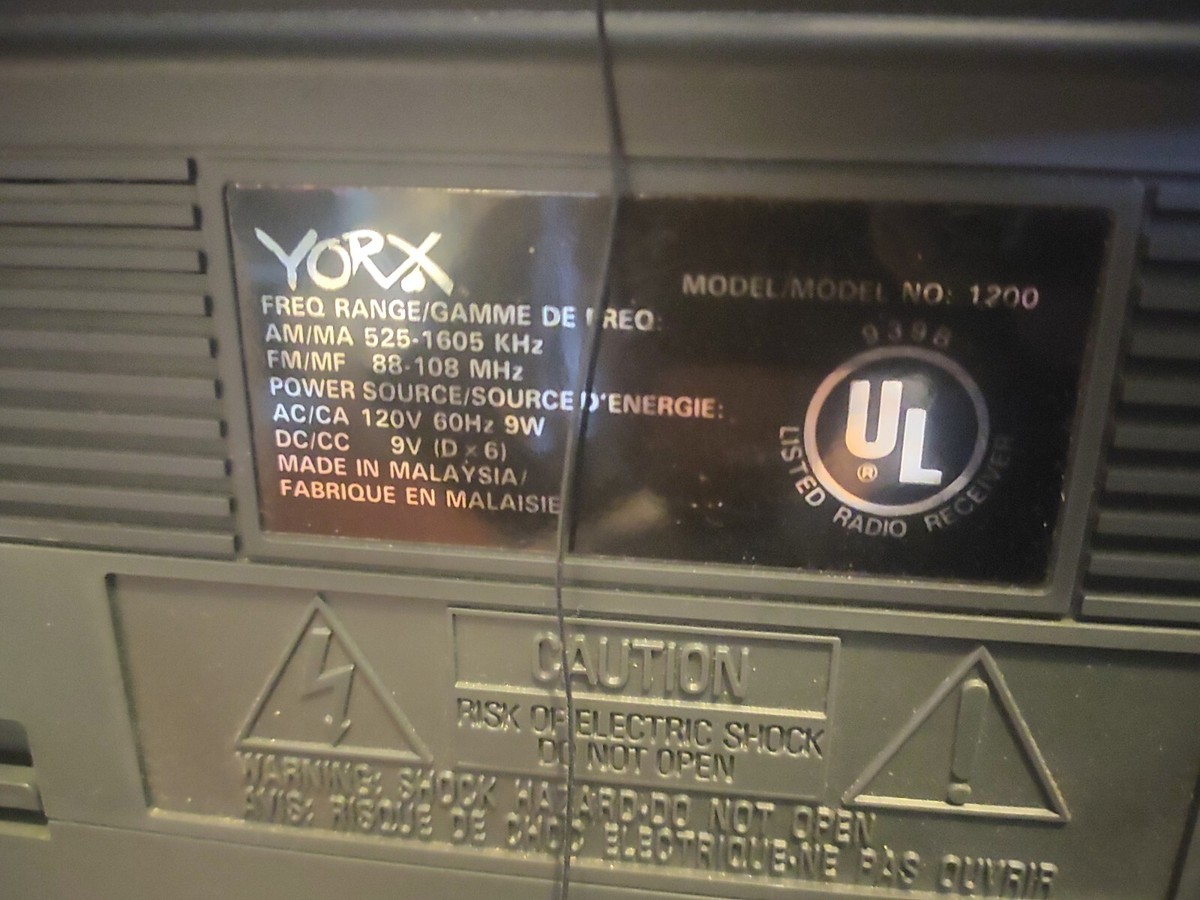 YORX
FREQ RANGE/GAMME DE FREQ:
AM/MA 525-1605 KHz
FM/MF 88-108 MHz
POWER SOURCE/SOURCE D'ENERGIE:
AC/CA 120V 60Hz 9W
DC/CC 9V (D x 6)
MADE IN MALAYSIA/
FABRIQUE EN MALAISIE
MODEL/MODEL NO: 1200
9398
UL
®
LISTED RADIO RECEIVER
CAUTION
RISK OF ELECTRIC SHOCK
DO NOT OPEN
WARNING: SHOCK HAZARD·DO NOT OPEN
AVIS: RISQUE DE CHOC ELECTRIQUE·NE PAS OUVRIR